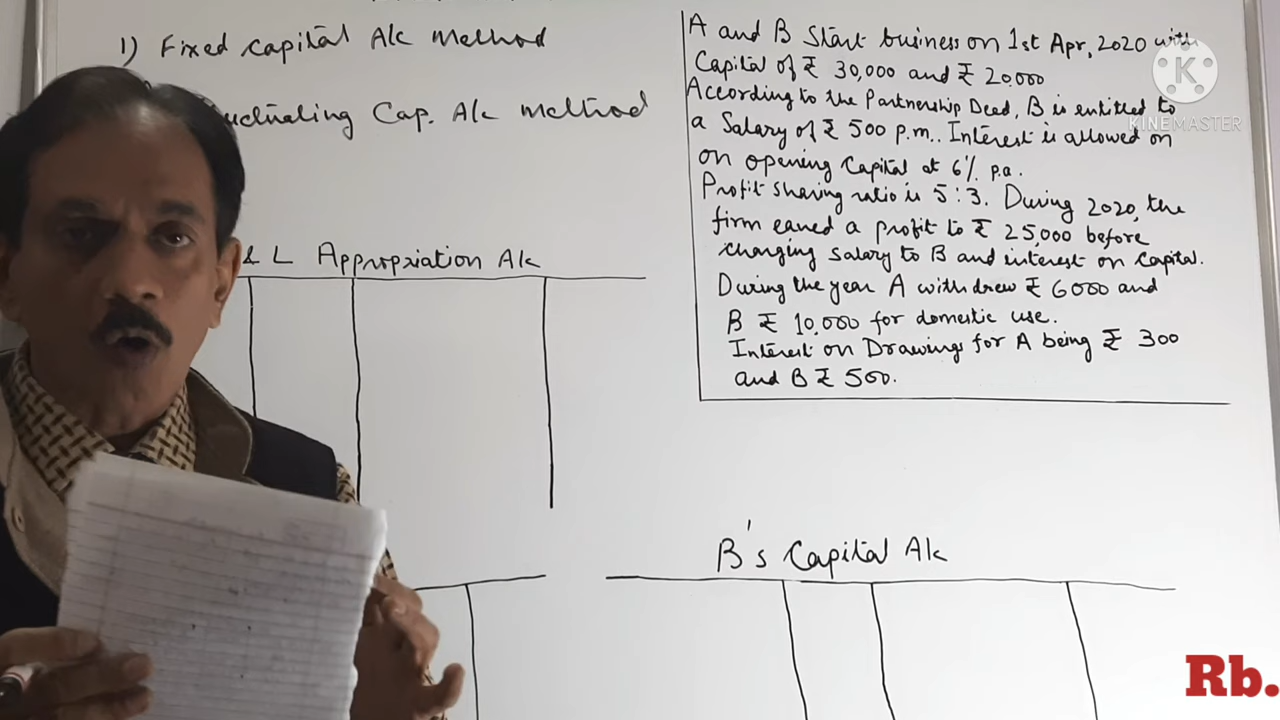 1) Fixed Capital A/c Method
uctuating Cap. A/c Method
& L Appropriation A/c
A and B Start business on 1st Apr, 2020 with
Capital of ₹ 30,000 and ₹ 20,000
According to the Partnership Deed, B is entitled to
a Salary of ₹ 500 p.m.. Interest is allowed on
on opening Capital at 6% p.a.
Profit sharing ratio is 5:3. During 2020, the
firm earned a profit to ₹ 25,000 before
charging salary to B and interest on Capital.
During the year A withdrew ₹ 6000 and
B ₹ 10,000 for domestic use.
Interest on Drawings for A being ₹ 300
and B ₹ 500.
B's Capital A/c
K
KINEMASTER
Rb.